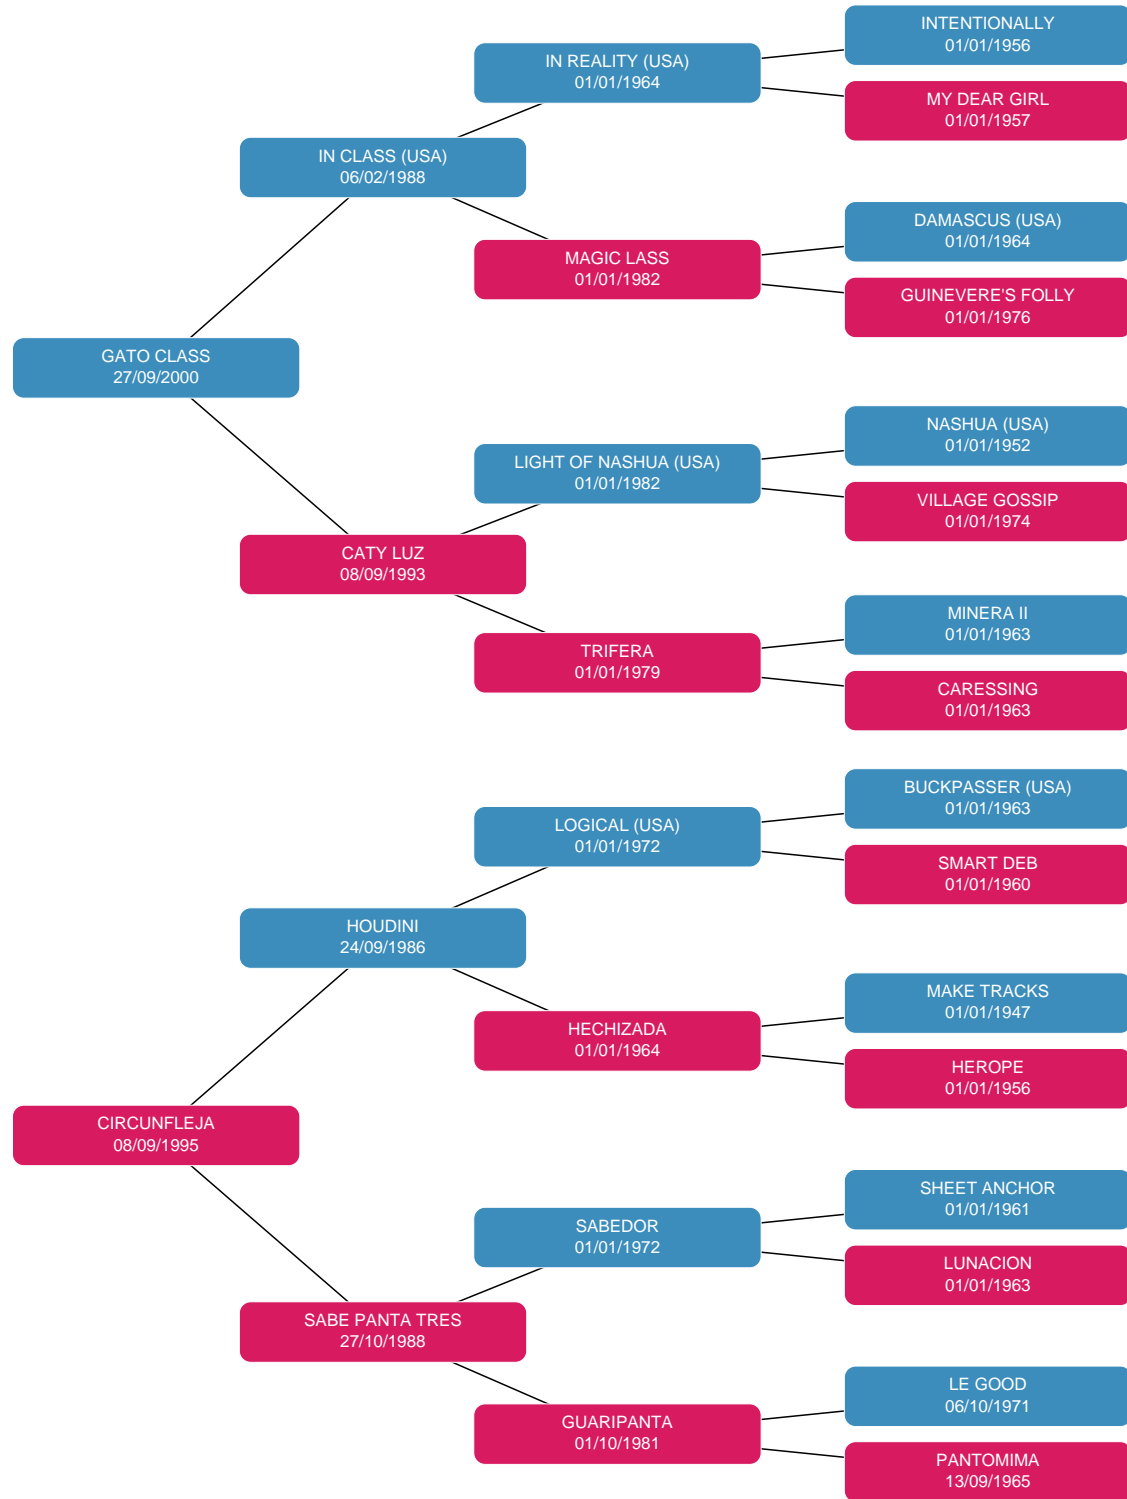 INTENTIONALLY
01/01/1956
IN REALITY (USA)
01/01/1964
MY DEAR GIRL
01/01/1957
IN CLASS (USA)
06/02/1988
DAMASCUS (USA)
01/01/1964
MAGIC LASS
01/01/1982
GUINEVERE'S FOLLY
01/01/1976
GATO CLASS
27/09/2000
NASHUA (USA)
01/01/1952
LIGHT OF NASHUA (USA)
01/01/1982
VILLAGE GOSSIP
01/01/1974
CATY LUZ
08/09/1993
MINERA II
01/01/1963
TRIFERA
01/01/1979
CARESSING
01/01/1963
BUCKPASSER (USA)
01/01/1963
LOGICAL (USA)
01/01/1972
SMART DEB
01/01/1960
HOUDINI
24/09/1986
MAKE TRACKS
01/01/1947
HECHIZADA
01/01/1964
HEROPE
01/01/1956
CIRCUNFLEJA
08/09/1995
SHEET ANCHOR
01/01/1961
SABEDOR
01/01/1972
LUNACION
01/01/1963
SABE PANTA TRES
27/10/1988
LE GOOD
06/10/1971
GUARIPANTA
01/10/1981
PANTOMIMA
13/09/1965